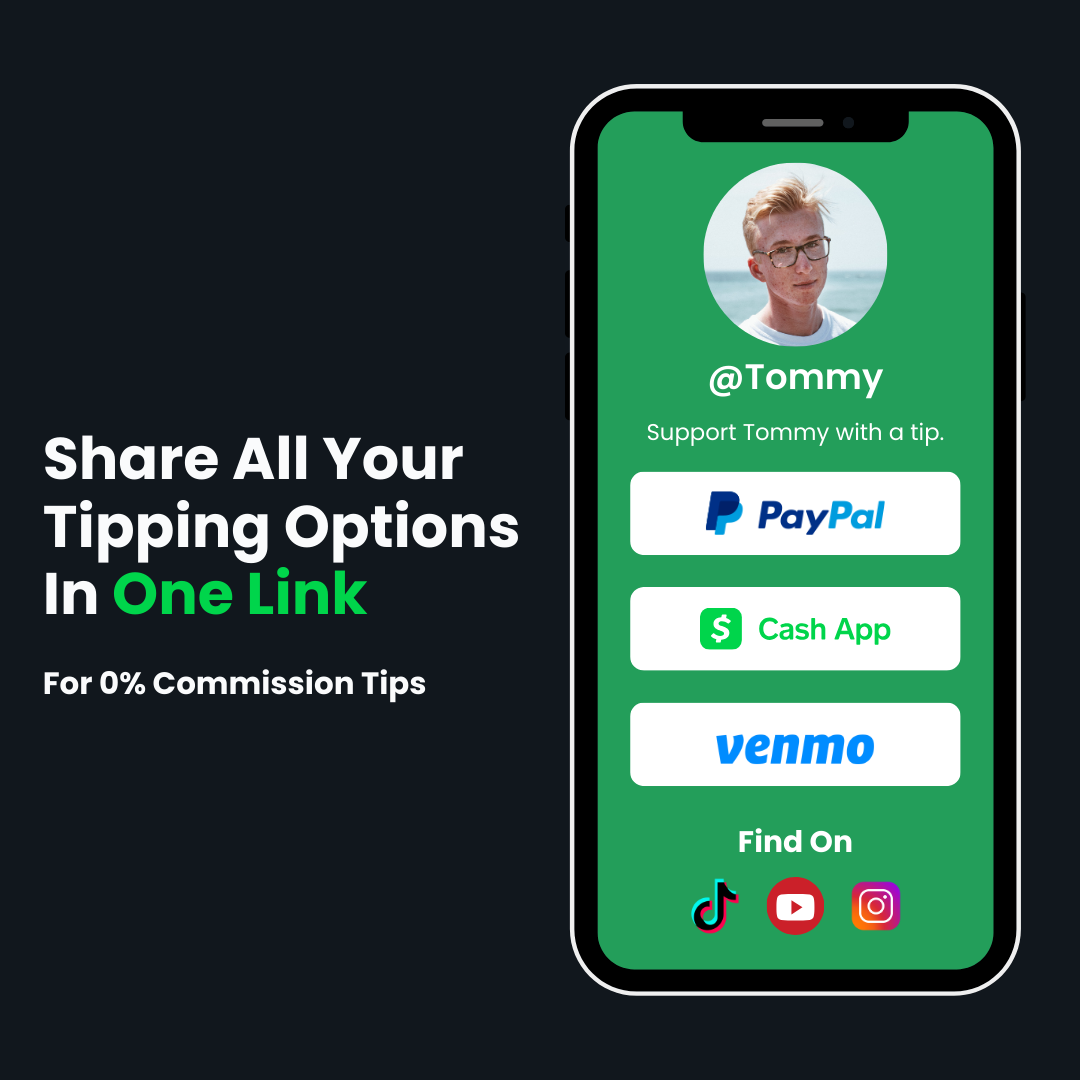 Share All Your
Tipping Options
In One Link
For 0% Commission Tips
@Tommy
Support Tommy with a tip.
PayPal
$ Cash App
venmo
Find On